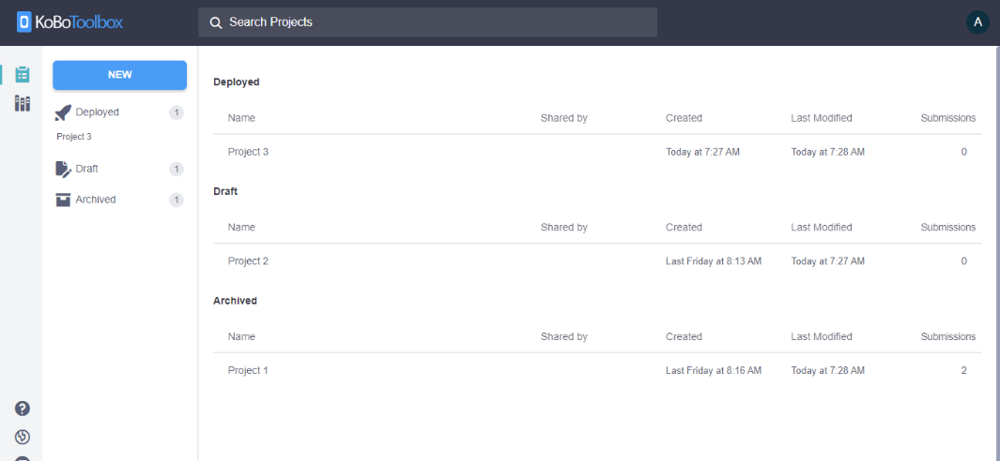 KoBoToolbox
Search Projects
A
NEW
Deployed 1
Project 3
Draft 1
Archived 1
Deployed
Name Shared by Created Last Modified Submissions
Project 3 Today at 7:27 AM Today at 7:28 AM 0
Draft
Name Shared by Created Last Modified Submissions
Project 2 Last Friday at 8:13 AM Today at 7:27 AM 0
Archived
Name Shared by Created Last Modified Submissions
Project 1 Last Friday at 8:16 AM Today at 7:28 AM 2
?